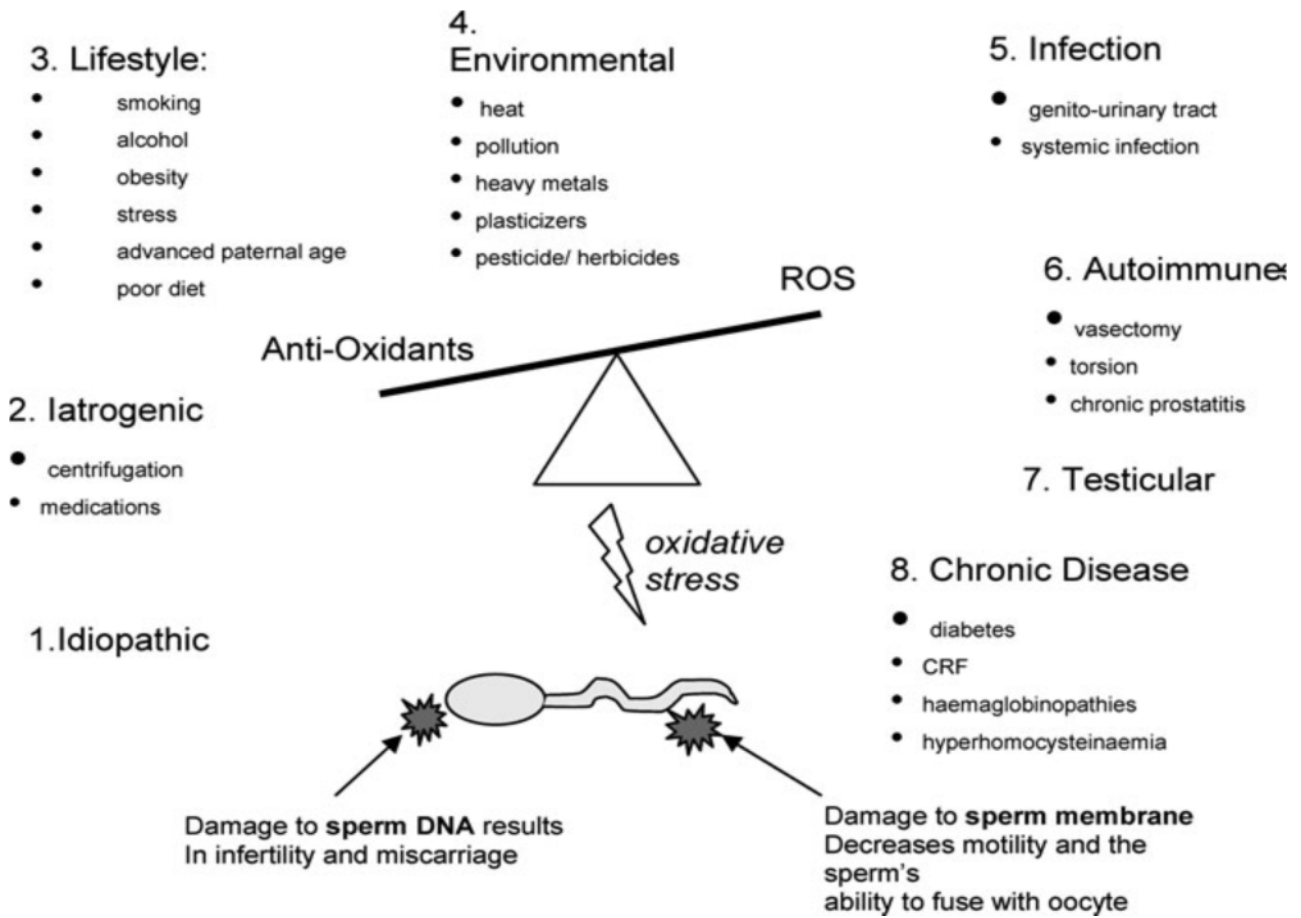 3. Lifestyle:
• smoking
• alcohol
• obesity
• stress
• advanced paternal age
• poor diet
4.
Environmental
• heat
• pollution
• heavy metals
• plasticizers
• pesticide/ herbicides
5. Infection
• genito-urinary tract
• systemic infection
ROS
Anti-Oxidants
6. Autoimmune
• vasectomy
• torsion
• chronic prostatitis
2. Iatrogenic
• centrifugation
• medications
7. Testicular
oxidative
stress
8. Chronic Disease
• diabetes
• CRF
• haemaglobinopathies
• hyperhomocysteinaemia
1.Idiopathic
Damage to sperm DNA results
In infertility and miscarriage
Damage to sperm membrane
Decreases motility and the
sperm's
ability to fuse with oocyte